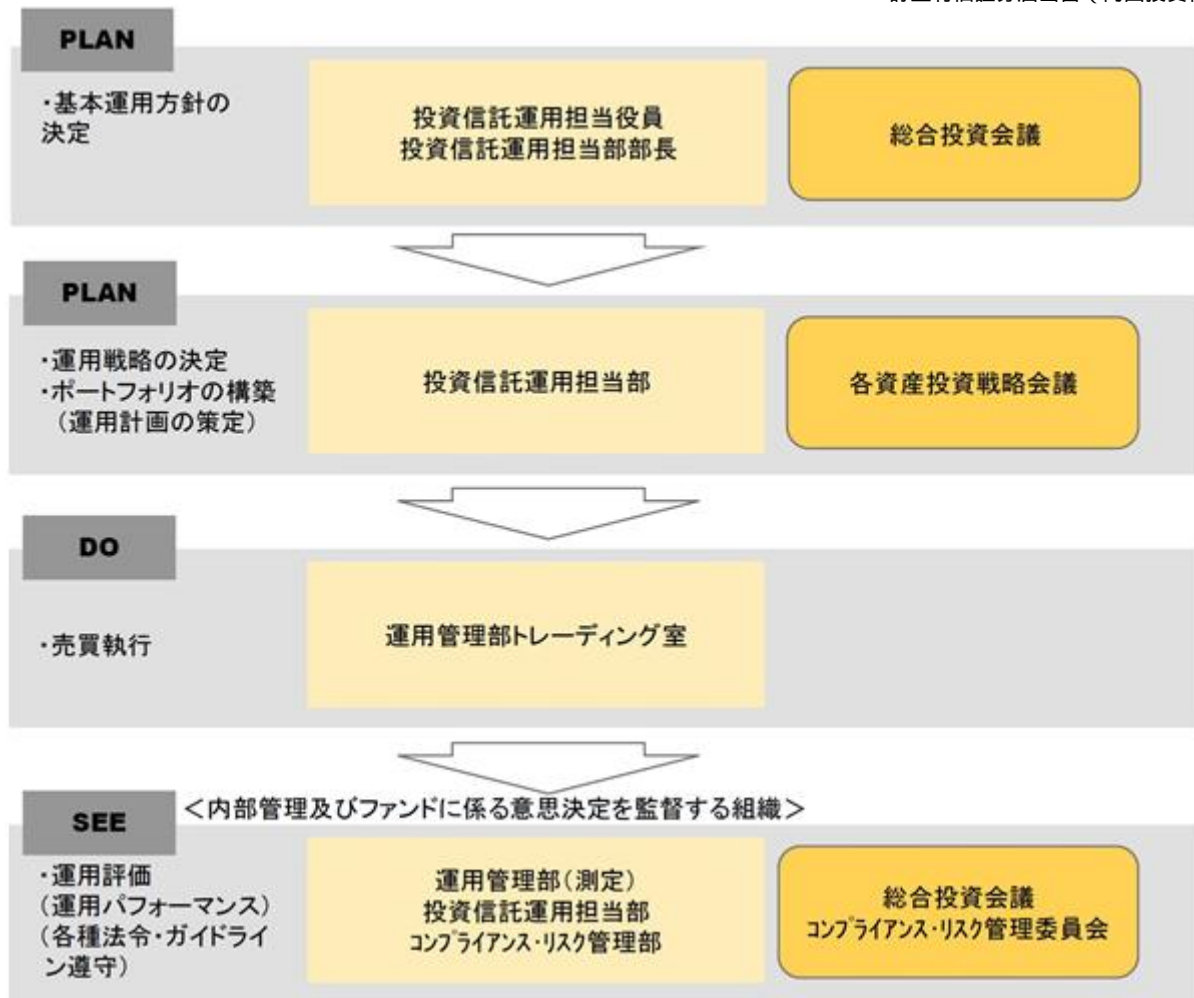 PLAN
・基本運用方針の
決定
投資信託運用担当役員
投資信託運用担当部部長
総合投資会議
PLAN
・運用戦略の決定
・ポートフォリオの構築
（運用計画の策定）
投資信託運用担当部
各資産投資戦略会議
DO
・売買執行
運用管理部トレーディング室
＜内部管理及びファンドに係る意思決定を監督する組織＞
SEE
・運用評価
（運用パフォーマンス）
（各種法令・ガイドライ
ン遵守）
運用管理部（測定）
投資信託運用担当部
ｺﾝﾌﾟﾗｲｱﾝｽ・ﾘｽｸ管理部
総合投資会議
ｺﾝﾌﾟﾗｲｱﾝｽ・ﾘｽｸ管理委員会